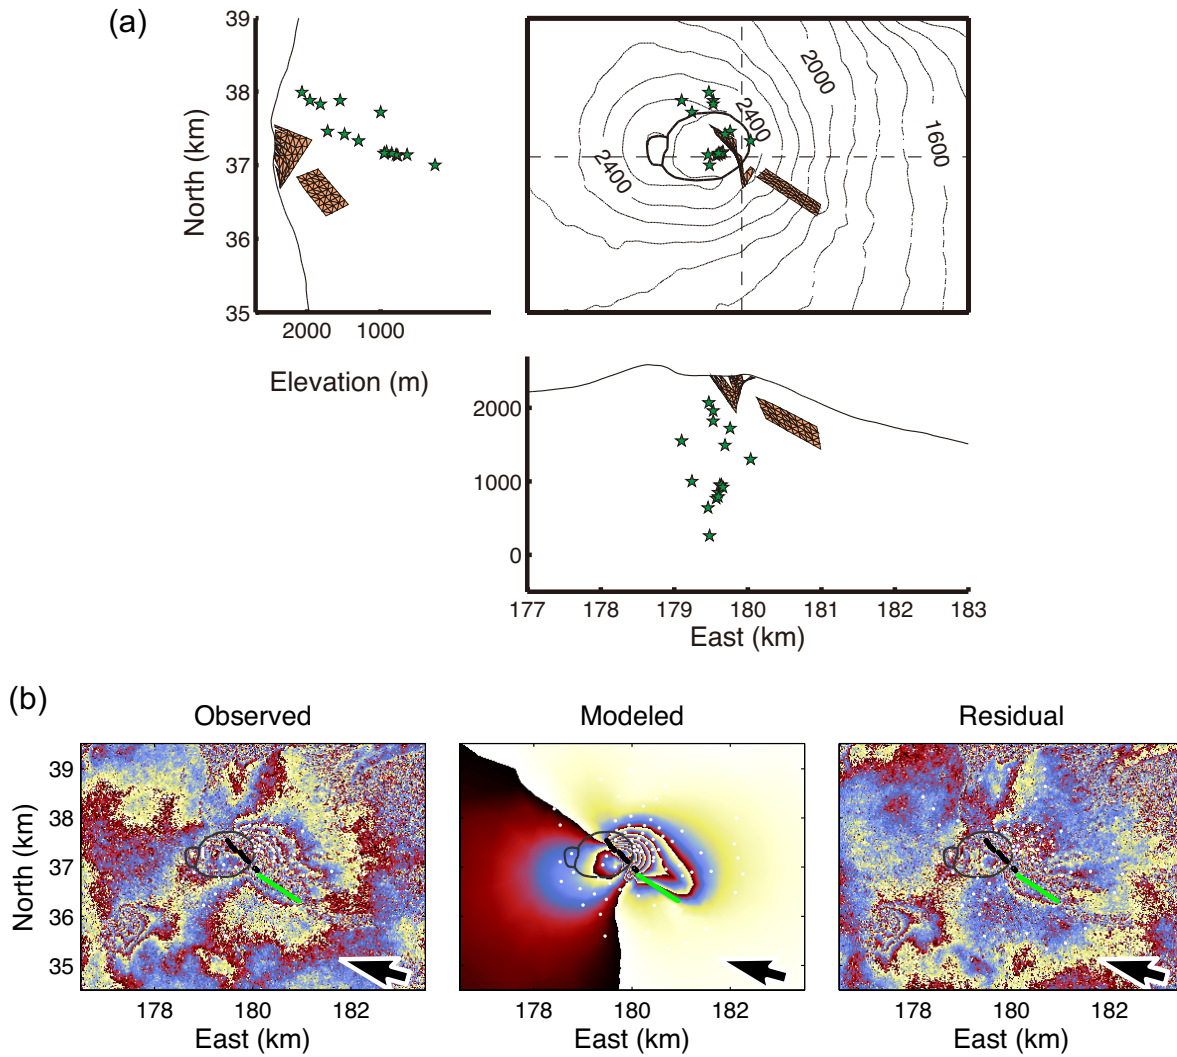 (a)
39
38
37
36
35
North (km)
2000
1000
Elevation (m)
2000
2400
2400
1600
2000
1000
0
177
178
179
180
181
182
183
East (km)
(b)
Observed
Modeled
Residual
39
38
37
36
35
North (km)
178
180
182
178
180
182
178
180
182
East (km)
East (km)
East (km)